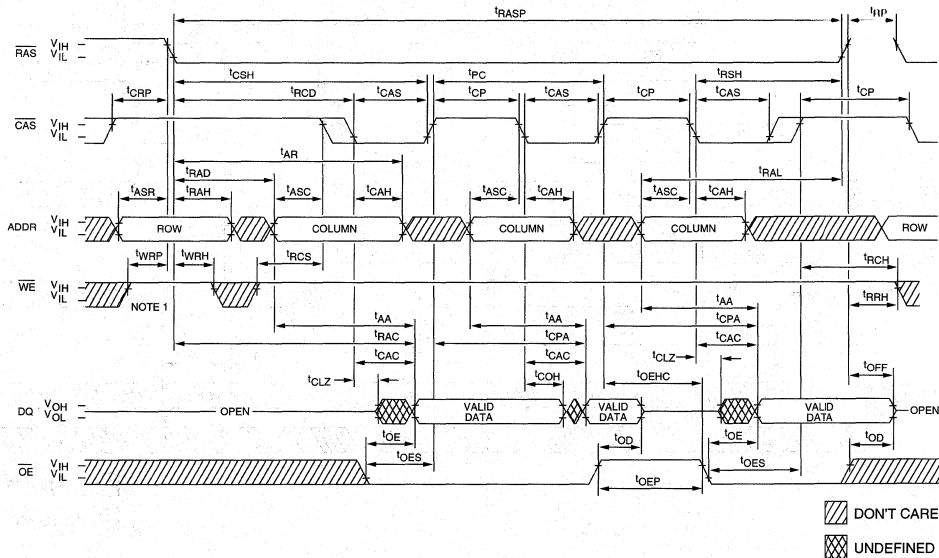 tRASP
tRP
RAS VIH
VIL
tCSH
tPC
tRSH
tCRP
tRCD
tCAS
tCP
tCAS
tCP
tCAS
tCP
CAS VIH
VIL
tAR
tRAD
tRAL
tASR
tRAH
tASC
tCAH
tASC
tCAH
tASC
tCAH
ADDR VIH
VIL
ROW
COLUMN
COLUMN
COLUMN
ROW
tWRP
tWRH
tRCS
tRCH
WE VIH
VIL
NOTE 1
tRRH
tAA
tAA
tAA
tRAC
tCPA
tCPA
tCAC
tCAC
tCAC
tCLZ
tCOH
tOEHC
tCLZ
tOFF
DQ VOH
VOL
OPEN
VALID
DATA
VALID
DATA
VALID
DATA
OPEN
tOE
tOD
tOE
tOD
tOES
tOES
OE VIH
VIL
tOEP
DON'T CARE
UNDEFINED